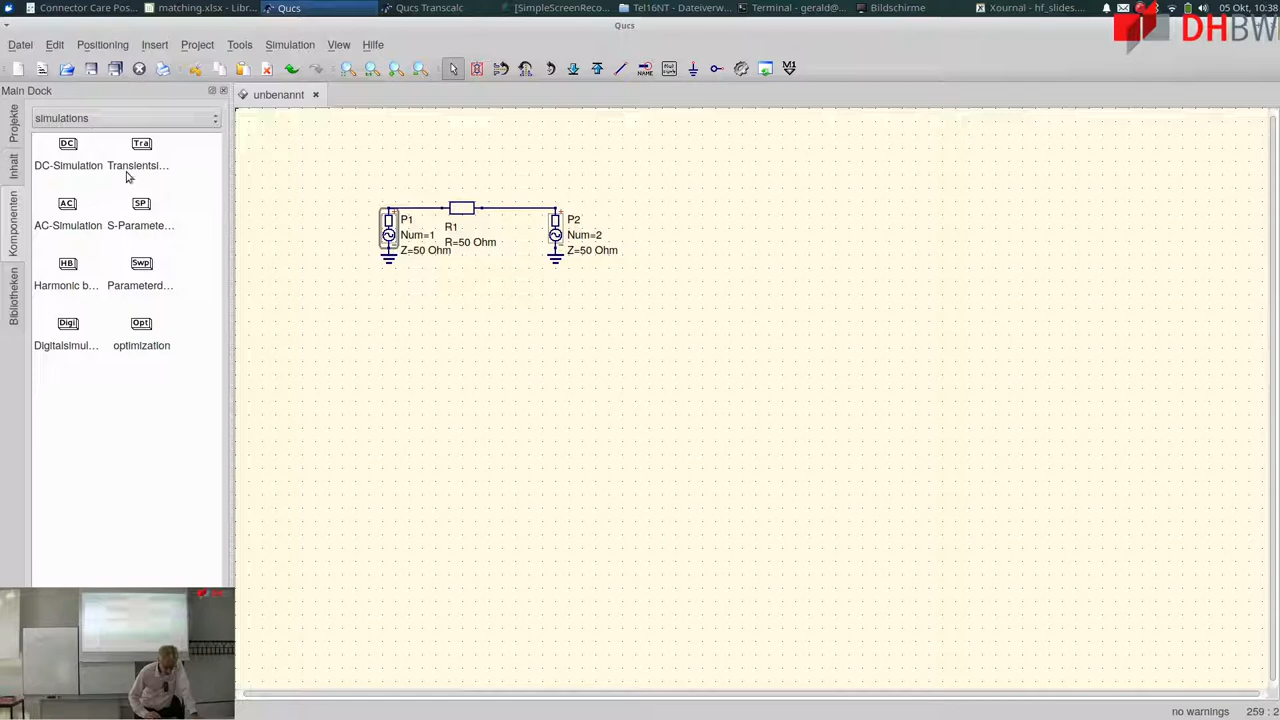 Connector Care Pos... matching.xlsx - Libr... Qucs Qucs Transcalc [SimpleScreenReco... Tel16NT - Dateiverw... Terminal - gerald@... Bildschirme Xournal - hf_slides.... 05 Okt, 10:38
Qucs
DHBW
Datei Edit Positioning Insert Project Tools Simulation View Hilfe
NAME
M1
Main Dock
unbenannt
Projekte
Inhalt
Komponenten
Bibliotheken
simulations
DC Tra
DC-Simulation Transientsi...
AC SP
AC-Simulation S-Paramete...
HB Swp
Harmonic b... Parameterd...
Digi Opt
Digitalsimul... optimization
P1
Num=1
Z=50 Ohm
R1
R=50 Ohm
P2
Num=2
Z=50 Ohm
no warnings 259 : 2